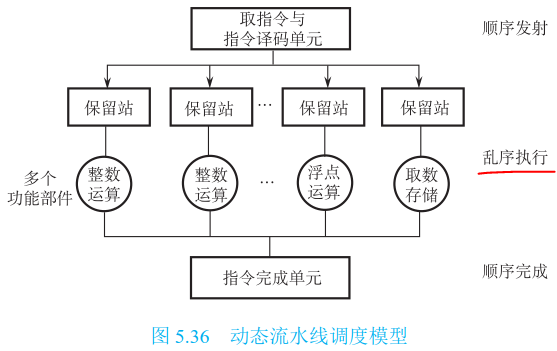 取指令与
指令译码单元
顺序发射
保留站
保留站
…
保留站
保留站
多个
功能部件
整数
运算
整数
运算
…
浮点
运算
取数
存储
乱序执行
指令完成单元
顺序完成
图 5.36 动态流水线调度模型